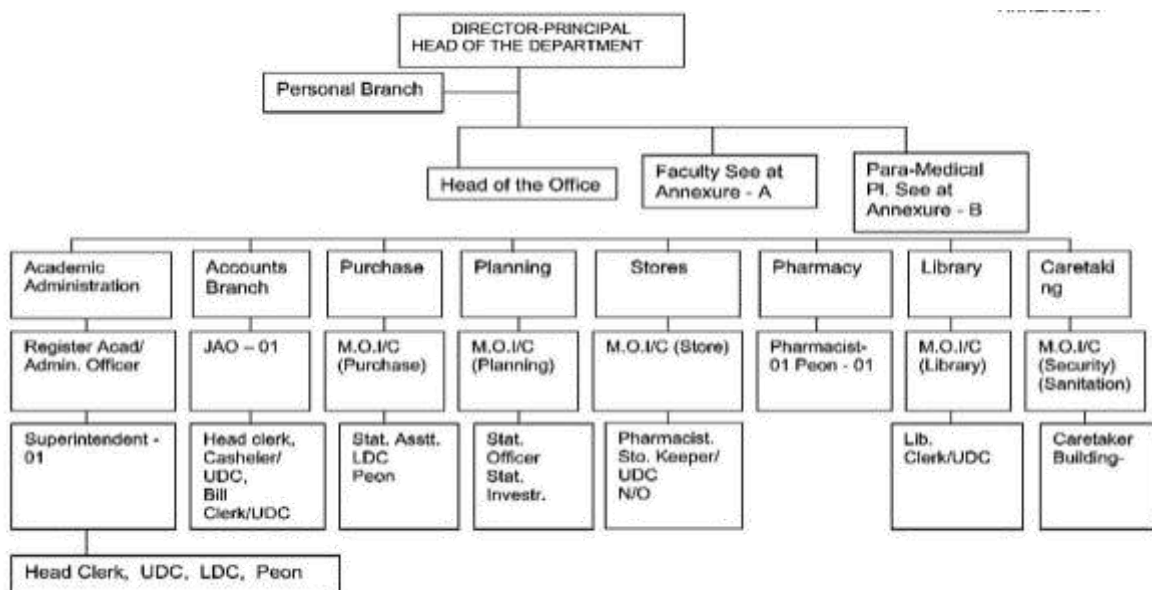 DIRECTOR-PRINCIPAL
HEAD OF THE DEPARTMENT
Personal Branch
Head of the Office
Faculty See at
Annexure - A
Para-Medical
Pl. See at
Annexure - B
Academic
Administration
Accounts
Branch
Purchase
Planning
Stores
Pharmacy
Library
Caretaki
ng
Register Acad/
Admin. Officer
JAO – 01
M.O.I/C
(Purchase)
M.O.I/C
(Planning)
M.O.I/C (Store)
Pharmacist-
01 Peon - 01
M.O.I/C
(Library)
M.O.I/C
(Security)
(Sanitation)
Superintendent -
01
Head clerk,
Casheler/
UDC,
Bill
Clerk/UDC
Stat. Asstt.
LDC
Peon
Stat.
Officer
Stat.
Investr.
Pharmacist.
Sto. Keeper/
UDC
N/O
Lib.
Clerk/UDC
Caretaker
Building-
Head Clerk, UDC, LDC, Peon